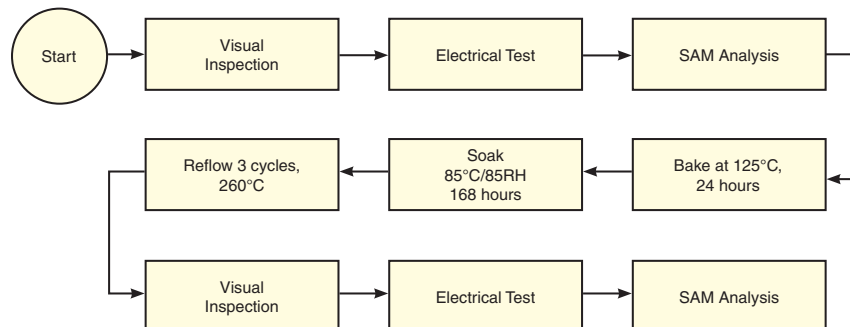 Start
Visual
Inspection
Electrical Test
SAM Analysis
Reflow 3 cycles,
260°C
Soak
85°C/85RH
168 hours
Bake at 125°C,
24 hours
Visual
Inspection
Electrical Test
SAM Analysis